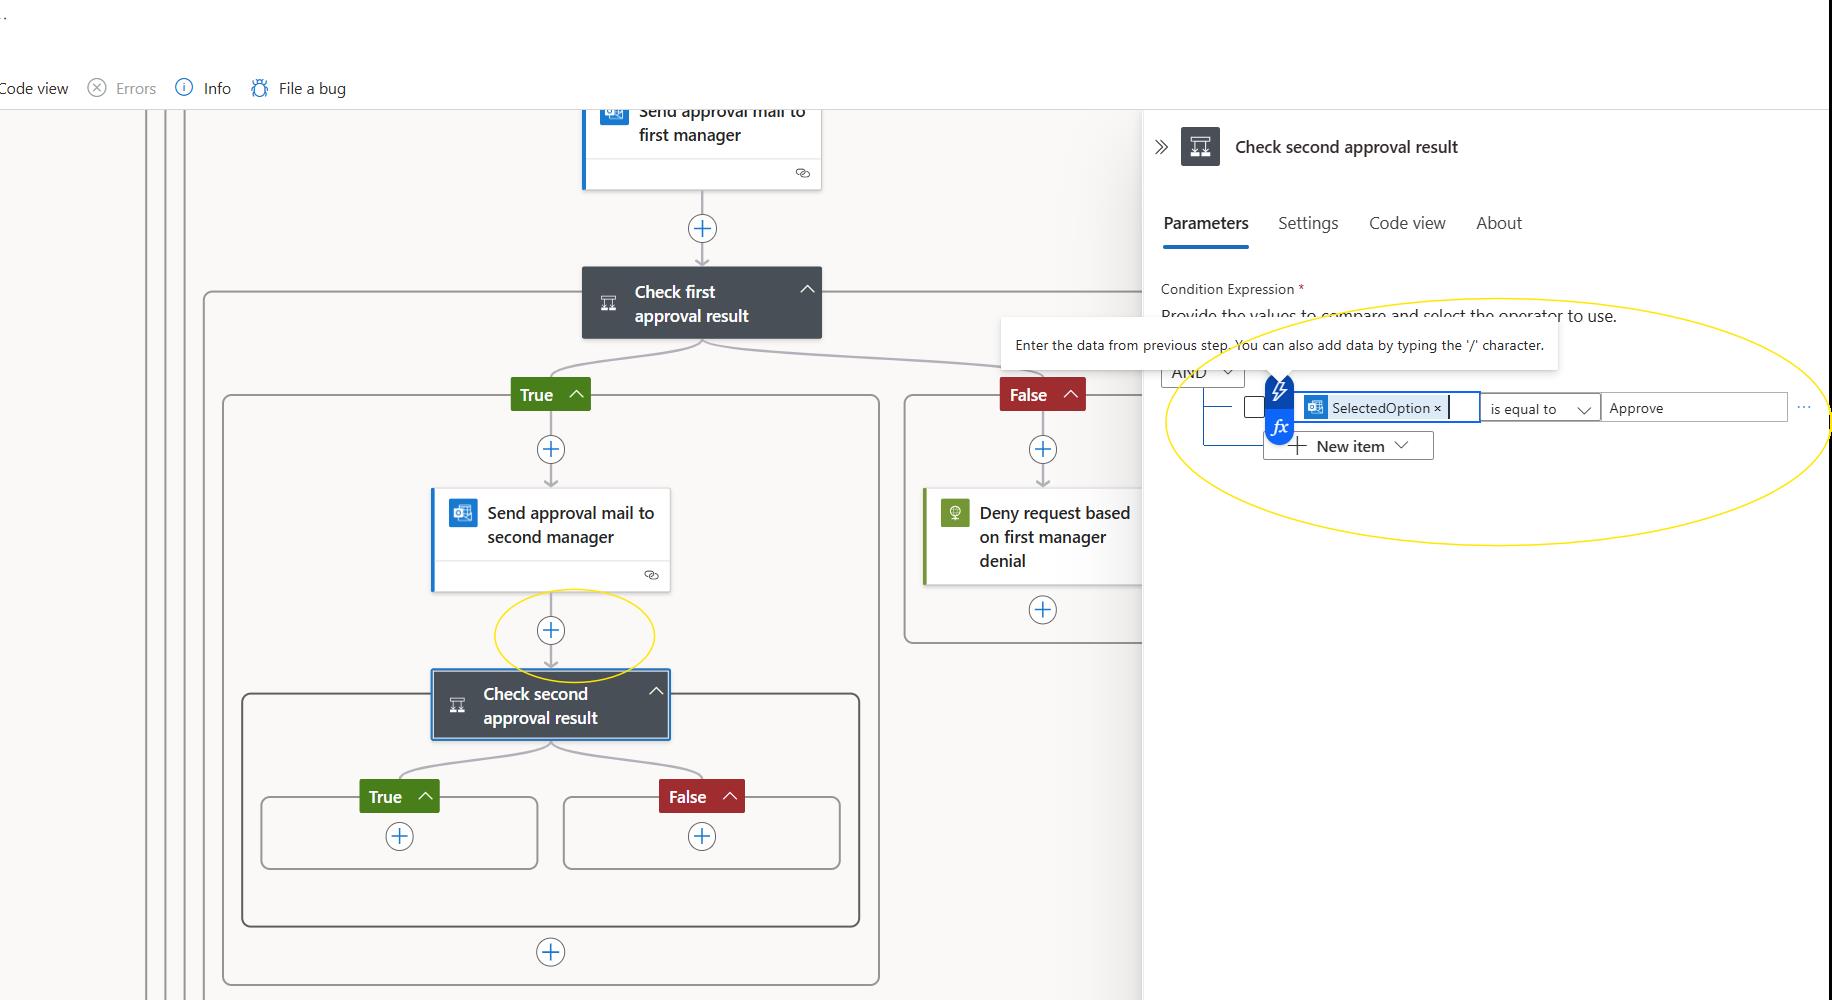 Code view
Errors
Info
File a bug
Send approval mail to
first manager
Check first
approval result
True
False
Send approval mail to
second manager
Deny request based
on first manager
denial
Check second
approval result
True
False
Check second approval result
Parameters
Settings
Code view
About
Condition Expression *
Provide the values to compare and select the operator to use.
Enter the data from previous step. You can also add data by typing the '/' character.
AND
fx
SelectedOption ×
is equal to
Approve
...
New item